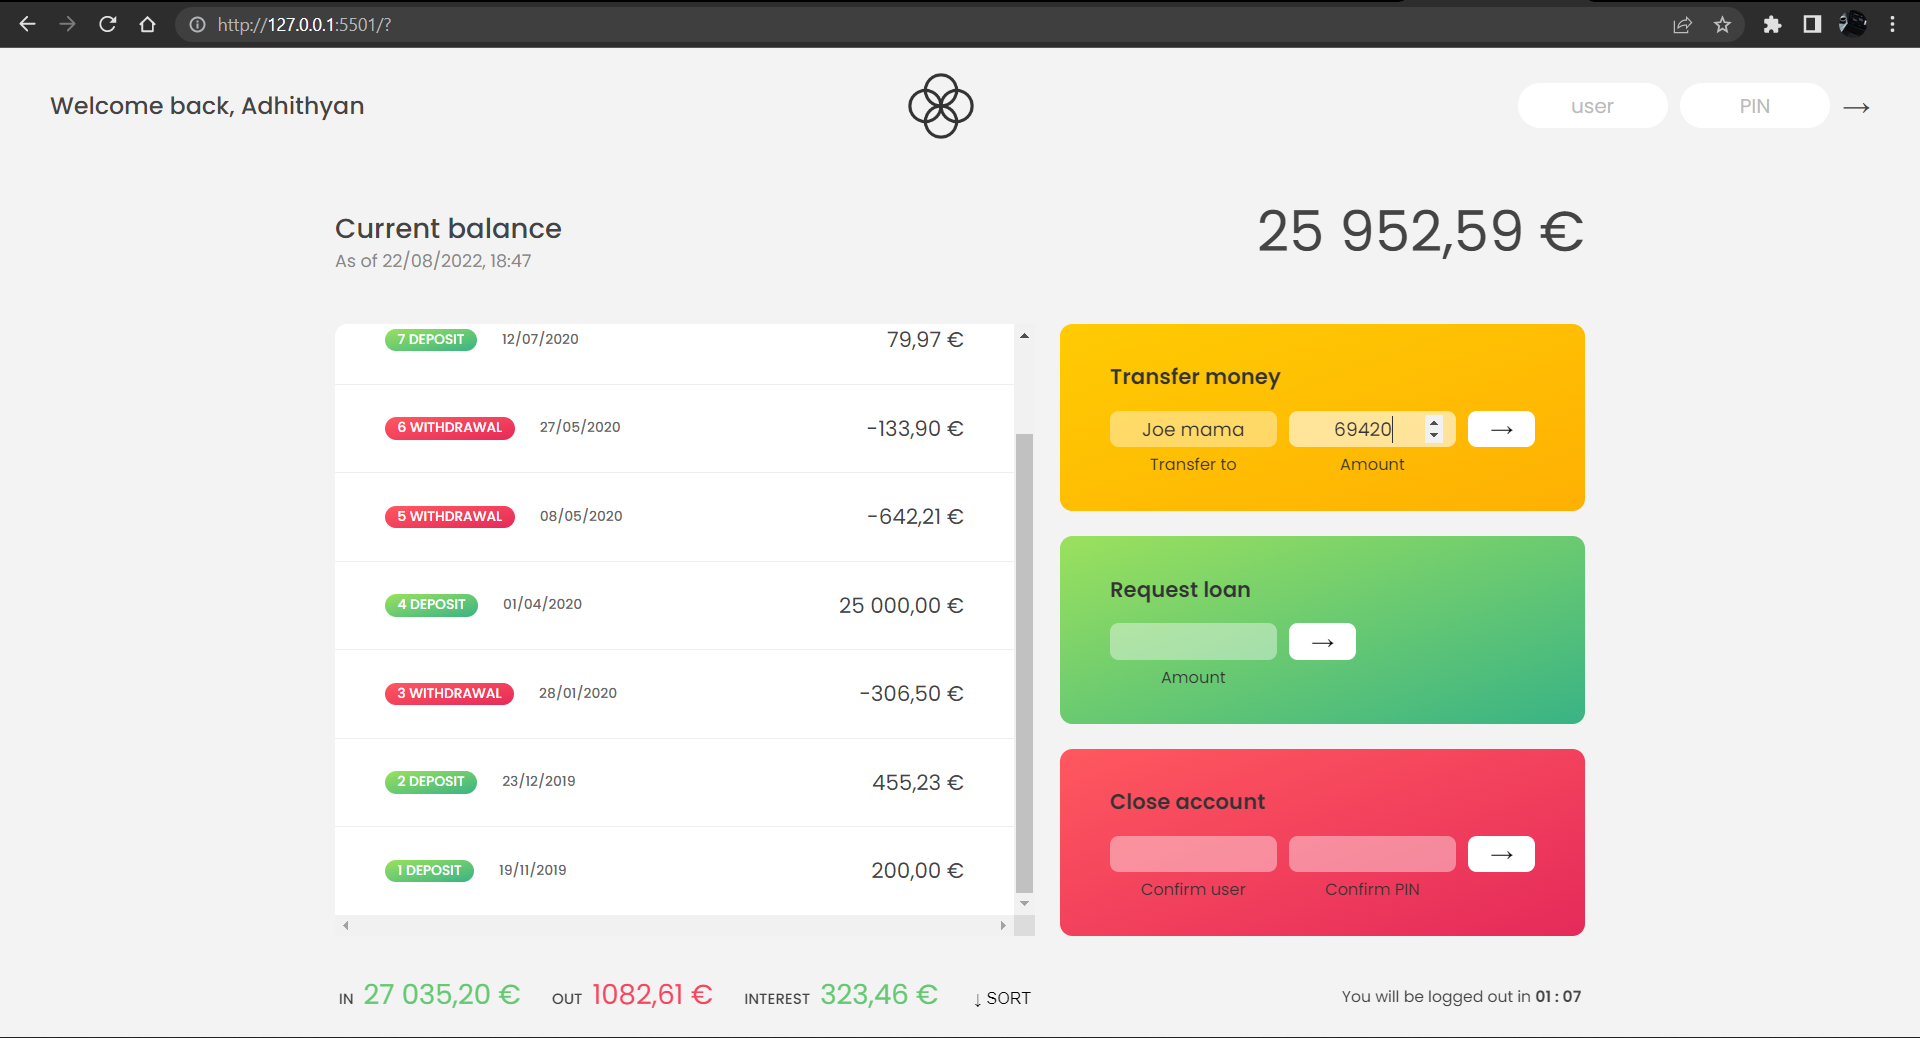 http://127.0.0.1:5501/?
Welcome back, Adhithyan
user
PIN
→
Current balance
As of 22/08/2022, 18:47
25 952,59 €
7 DEPOSIT 12/07/2020 79,97 €
6 WITHDRAWAL 27/05/2020 -133,90 €
5 WITHDRAWAL 08/05/2020 -642,21 €
4 DEPOSIT 01/04/2020 25 000,00 €
3 WITHDRAWAL 28/01/2020 -306,50 €
2 DEPOSIT 23/12/2019 455,23 €
1 DEPOSIT 19/11/2019 200,00 €
Transfer money
Joe mama 69420 →
Transfer to Amount
Request loan
→
Amount
Close account
→
Confirm user Confirm PIN
IN 27 035,20 € OUT 1082,61 € INTEREST 323,46 € ↓ SORT
You will be logged out in 01 : 07